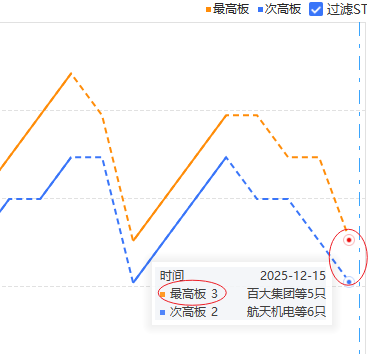 最高板 次高板 过滤ST
时间 2025-12-15
最高板 3 百大集团等5只
次高板 2 航天机电等6只